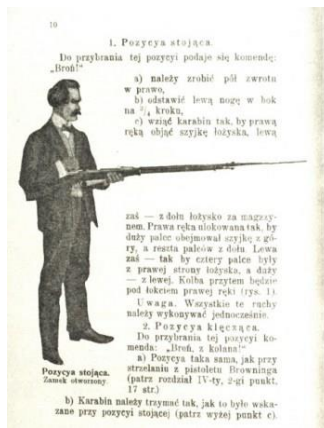 10
1. Pozycya stojąca.
Do przybrania tej pozycyi podaje się komendę:
„Broń!“
a) należy zrobić pół zwrotu
w prawo,
b) odstawić lewą nogę w bok
na ³/₄ kroku,
c) wziąć karabin tak, by prawą
ręką objąć szyjkę łożyska, lewą
zaś — z dołu łożysko za magazy-
nem. Prawa ręka ulokowana tak, by
duży palec obejmował szyjkę z gó-
ry, a reszta palców z dołu. Lewa
zaś — tak by cztery palce były
z prawej strony łożyska, a duży
— z lewej. Kolba przytem będzie
pod łokciem prawej ręki (rys. 1).
Uwaga. Wszystkie te ruchy
należy wykonywać jednocześnie.
2. Pozycya klęcząca.
Do przybrania tej pozycyi ko-
menda: „Broń, z kolana!“
a) Pozycya taka sama, jak przy
strzelaniu z pistoletu Browninga
(patrz rozdział IV-ty, 2-gi punkt.
17 str.)
Pozycya stojąca.
Zamek otworzony.
b) Karabin należy trzymać tak, jak to było wska-
zane przy pozycyi stojącej (patrz wyżej punkt c).